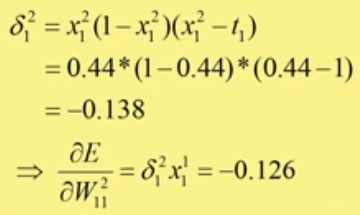 δ₁² = x₁²(1−x₁²)(x₁²−t₁)
= 0.44*(1−0.44)*(0.44−1)
= −0.138
⇒ ∂E/∂W₁₁² = δ₁²x₁¹ = −0.126